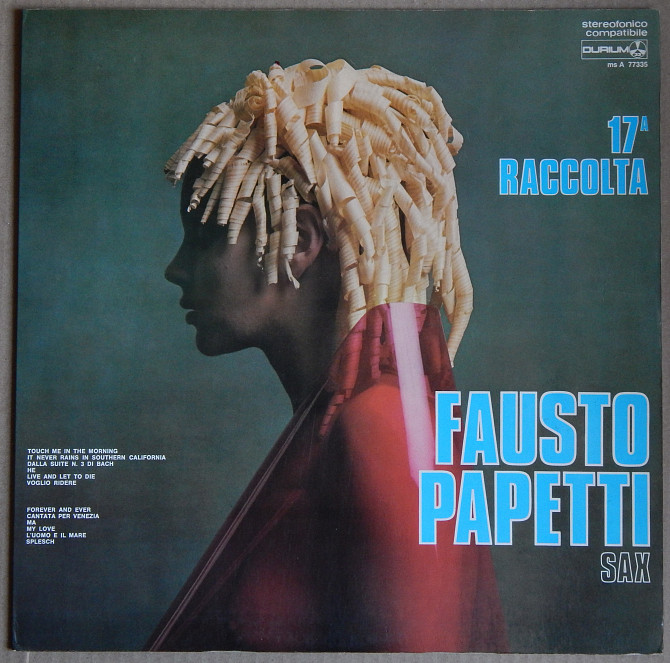 stereofonico
compatibile
DURIUM
ms A 77335
17ª
RACCOLTA
FAUSTO
PAPETTI
SAX
TOUCH ME IN THE MORNING
IT NEVER RAINS IN SOUTHERN CALIFORNIA
DALLA SUITE N. 3 DI BACH
HE
LIVE AND LET TO DIE
VOGLIO RIDERE
FOREVER AND EVER
CANTATA PER VENEZIA
MA
MY LOVE
L'UOMO E IL MARE
SPLESCH